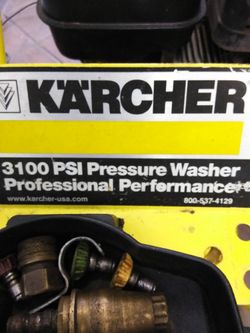 KÄRCHER
3100 PSI Pressure Washer
Professional Performance
www.karcher-usa.com 800-537-4129